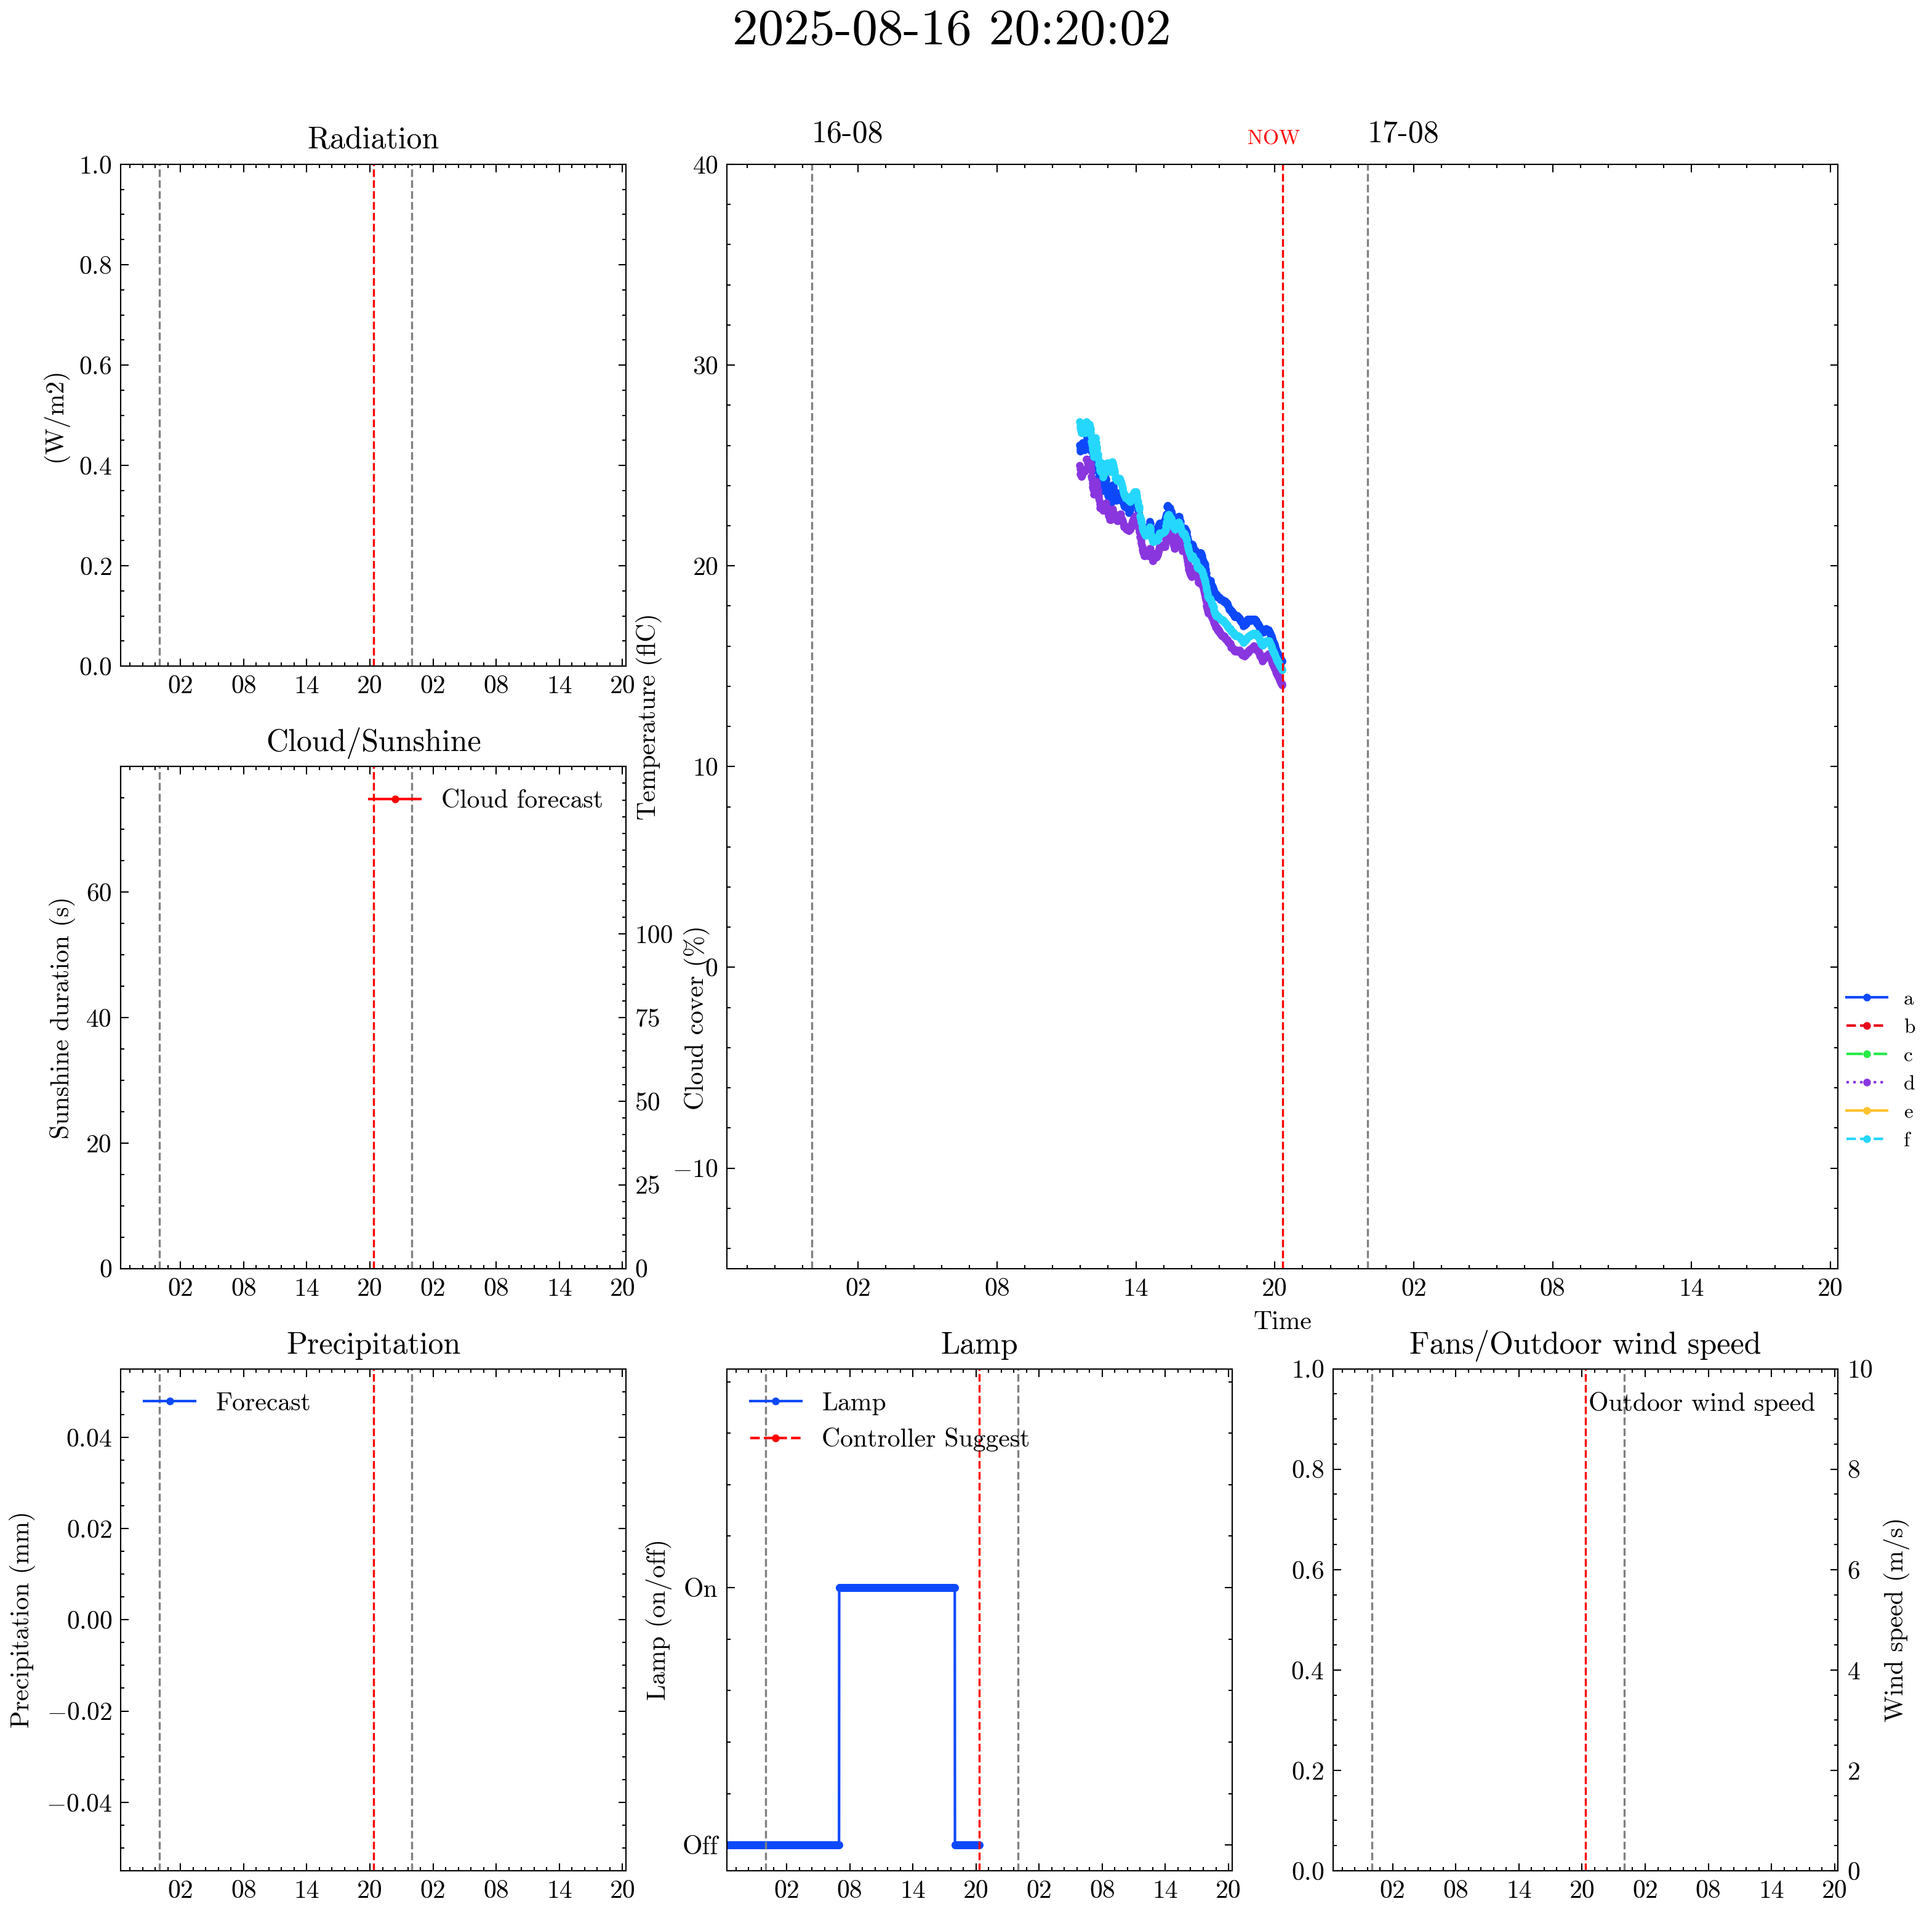 2025-08-16 20:20:02
Radiation
(W/m2)
1.0
0.8
0.6
0.4
0.2
0.0
02 08 14 20 02 08 14 20
16-08 NOW 17-08
Temperature (flC)
40
30
20
10
0
−10
02 08 14 20 02 08 14 20
Time
a
b
c
d
e
f
Cloud/Sunshine
Cloud forecast
Sunshine duration (s)
60
40
20
0
Cloud cover (%)
100
75
50
25
0
02 08 14 20 02 08 14 20
Precipitation
Forecast
Precipitation (mm)
0.04
0.02
0.00
−0.02
−0.04
02 08 14 20 02 08 14 20
Lamp
Lamp
Controller Suggest
Lamp (on/off)
On
Off
02 08 14 20 02 08 14 20
Fans/Outdoor wind speed
Outdoor wind speed
1.0
0.8
0.6
0.4
0.2
0.0
10
8
6
4
2
0
Wind speed (m/s)
02 08 14 20 02 08 14 20